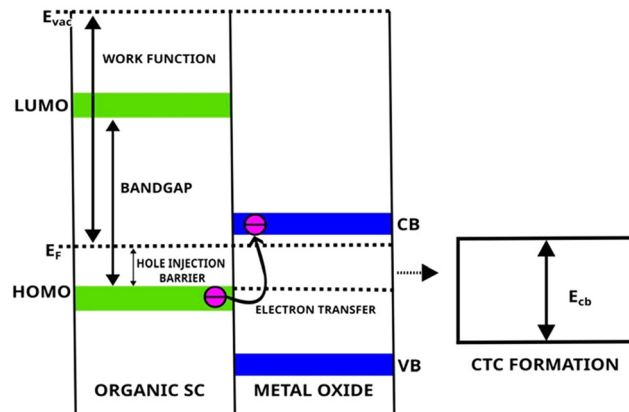 Evac
WORK FUNCTION
LUMO
BANDGAP
CB
EF
HOLE INJECTION
BARRIER
HOMO
ELECTRON TRANSFER
Ecb
VB
CTC FORMATION
ORGANIC SC
METAL OXIDE